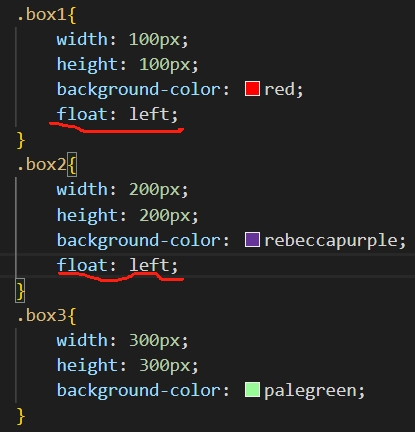 .box1{
width: 100px;
height: 100px;
background-color: red;
float: left;
}
.box2{
width: 200px;
height: 200px;
background-color: rebeccapurple;
float: left;
}
.box3{
width: 300px;
height: 300px;
background-color: palegreen;
}